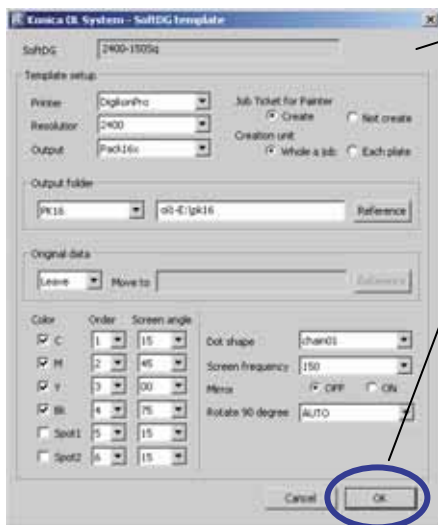 Konica OL System - SoftDG template
SoftDG 2400-150Sq
Template setup
Printer DigikonPro
Resolution 2400
Output Pack16x
Job Ticket for Painter
Create Not create
Creation unit
Whole a job Each plate
Output folder
PK16 Reference
Original data
Leave Move to Reference
Color Order Screen angle
C 1 15
M 2 45
Y 3 00
Bk 4 75
Spot1 5 15
Spot2 6 15
Dot shape chain01
Screen frequency 150
Mirror OFF ON
Rotate 90 degree AUTO
Cancel OK